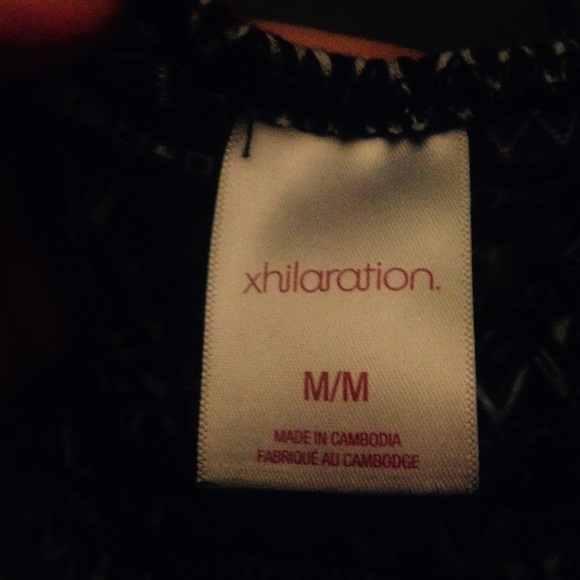 xhilaration.
M/M
MADE IN CAMBODIA
FABRIQUÉ AU CAMBODGE